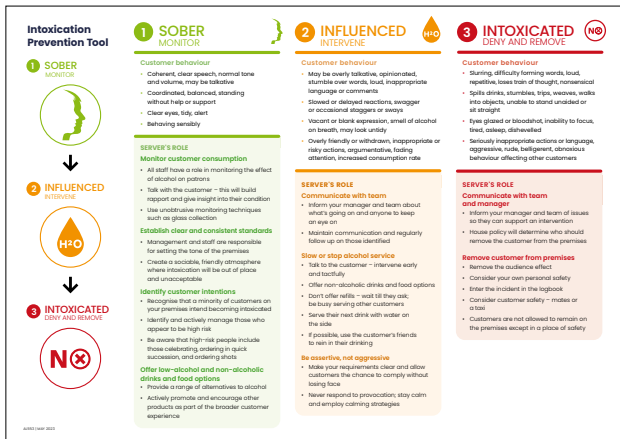 Intoxication
Prevention Tool
1 SOBER
MONITOR
2 INFLUENCED
INTERVENE
H²O
3 INTOXICATED
DENY AND REMOVE
N
1 SOBER
MONITOR
Customer behaviour
• Coherent, clear speech, normal tone
and volume, may be talkative
• Coordinated, balanced, standing
without help or support
• Clear eyes, tidy, alert
• Behaving sensibly
SERVER'S ROLE
Monitor customer consumption
• All staff have a role in monitoring the effect
of alcohol on patrons
• Talk with the customer – this will build
rapport and give insight into their condition
• Use unobtrusive monitoring techniques
such as glass collection
Establish clear and consistent standards
• Management and staff are responsible
for setting the tone of the premises
• Create a sociable, friendly atmosphere
where intoxication will be out of place
and unacceptable
Identify customer intentions
• Recognise that a minority of customers on
your premises intend becoming intoxicated
• Identify and actively manage those who
appear to be high risk
• Be aware that high-risk people include
those celebrating, ordering in quick
succession, and ordering shots
Offer low-alcohol and non-alcoholic
drinks and food options
• Provide a range of alternatives to alcohol
• Actively promote and encourage other
products as part of the broader customer
experience
2 INFLUENCED
INTERVENE
H²O
Customer behaviour
• May be overly talkative, opinionated,
stumble over words, loud, inappropriate
language or comments
• Slowed or delayed reactions, swagger
or occasional staggers or sways
• Vacant or blank expression, smell of alcohol
on breath, may look untidy
• Overly friendly or withdrawn, inappropriate or
risky actions, argumentative, fading
attention, increased consumption rate
SERVER'S ROLE
Communicate with team
• Inform your manager and team about
what's going on and anyone to keep
an eye on
• Maintain communication and regularly
follow up on those identified
Slow or stop alcohol service
• Talk to the customer – intervene early
and tactfully
• Offer non-alcoholic drinks and food options
• Don't offer refills – wait till they ask;
be busy serving other customers
• Serve their next drink with water on
the side
• If possible, use the customer's friends
to rein in their drinking
Be assertive, not aggressive
• Make your requirements clear and allow
customers the chance to comply without
losing face
• Never respond to provocation; stay calm
and employ calming strategies
3 INTOXICATED
DENY AND REMOVE
N
Customer behaviour
• Slurring, difficulty forming words, loud,
repetitive, loses train of thought, nonsensical
• Spills drinks, stumbles, trips, weaves, walks
into objects, unable to stand unaided or
sit straight
• Eyes glazed or bloodshot, inability to focus,
tired, asleep, dishevelled
• Seriously inappropriate actions or language,
aggressive, rude, belligerent, obnoxious
behaviour affecting other customers
SERVER'S ROLE
Communicate with team
and manager
• Inform your manager and team of issues
so they can support an intervention
• House policy will determine who should
remove the customer from the premises
Remove customer from premises
• Remove the audience effect
• Consider your own personal safety
• Enter the incident in the logbook
• Consider customer safety – mates or
a taxi
• Customers are not allowed to remain on
the premises except in a place of safety